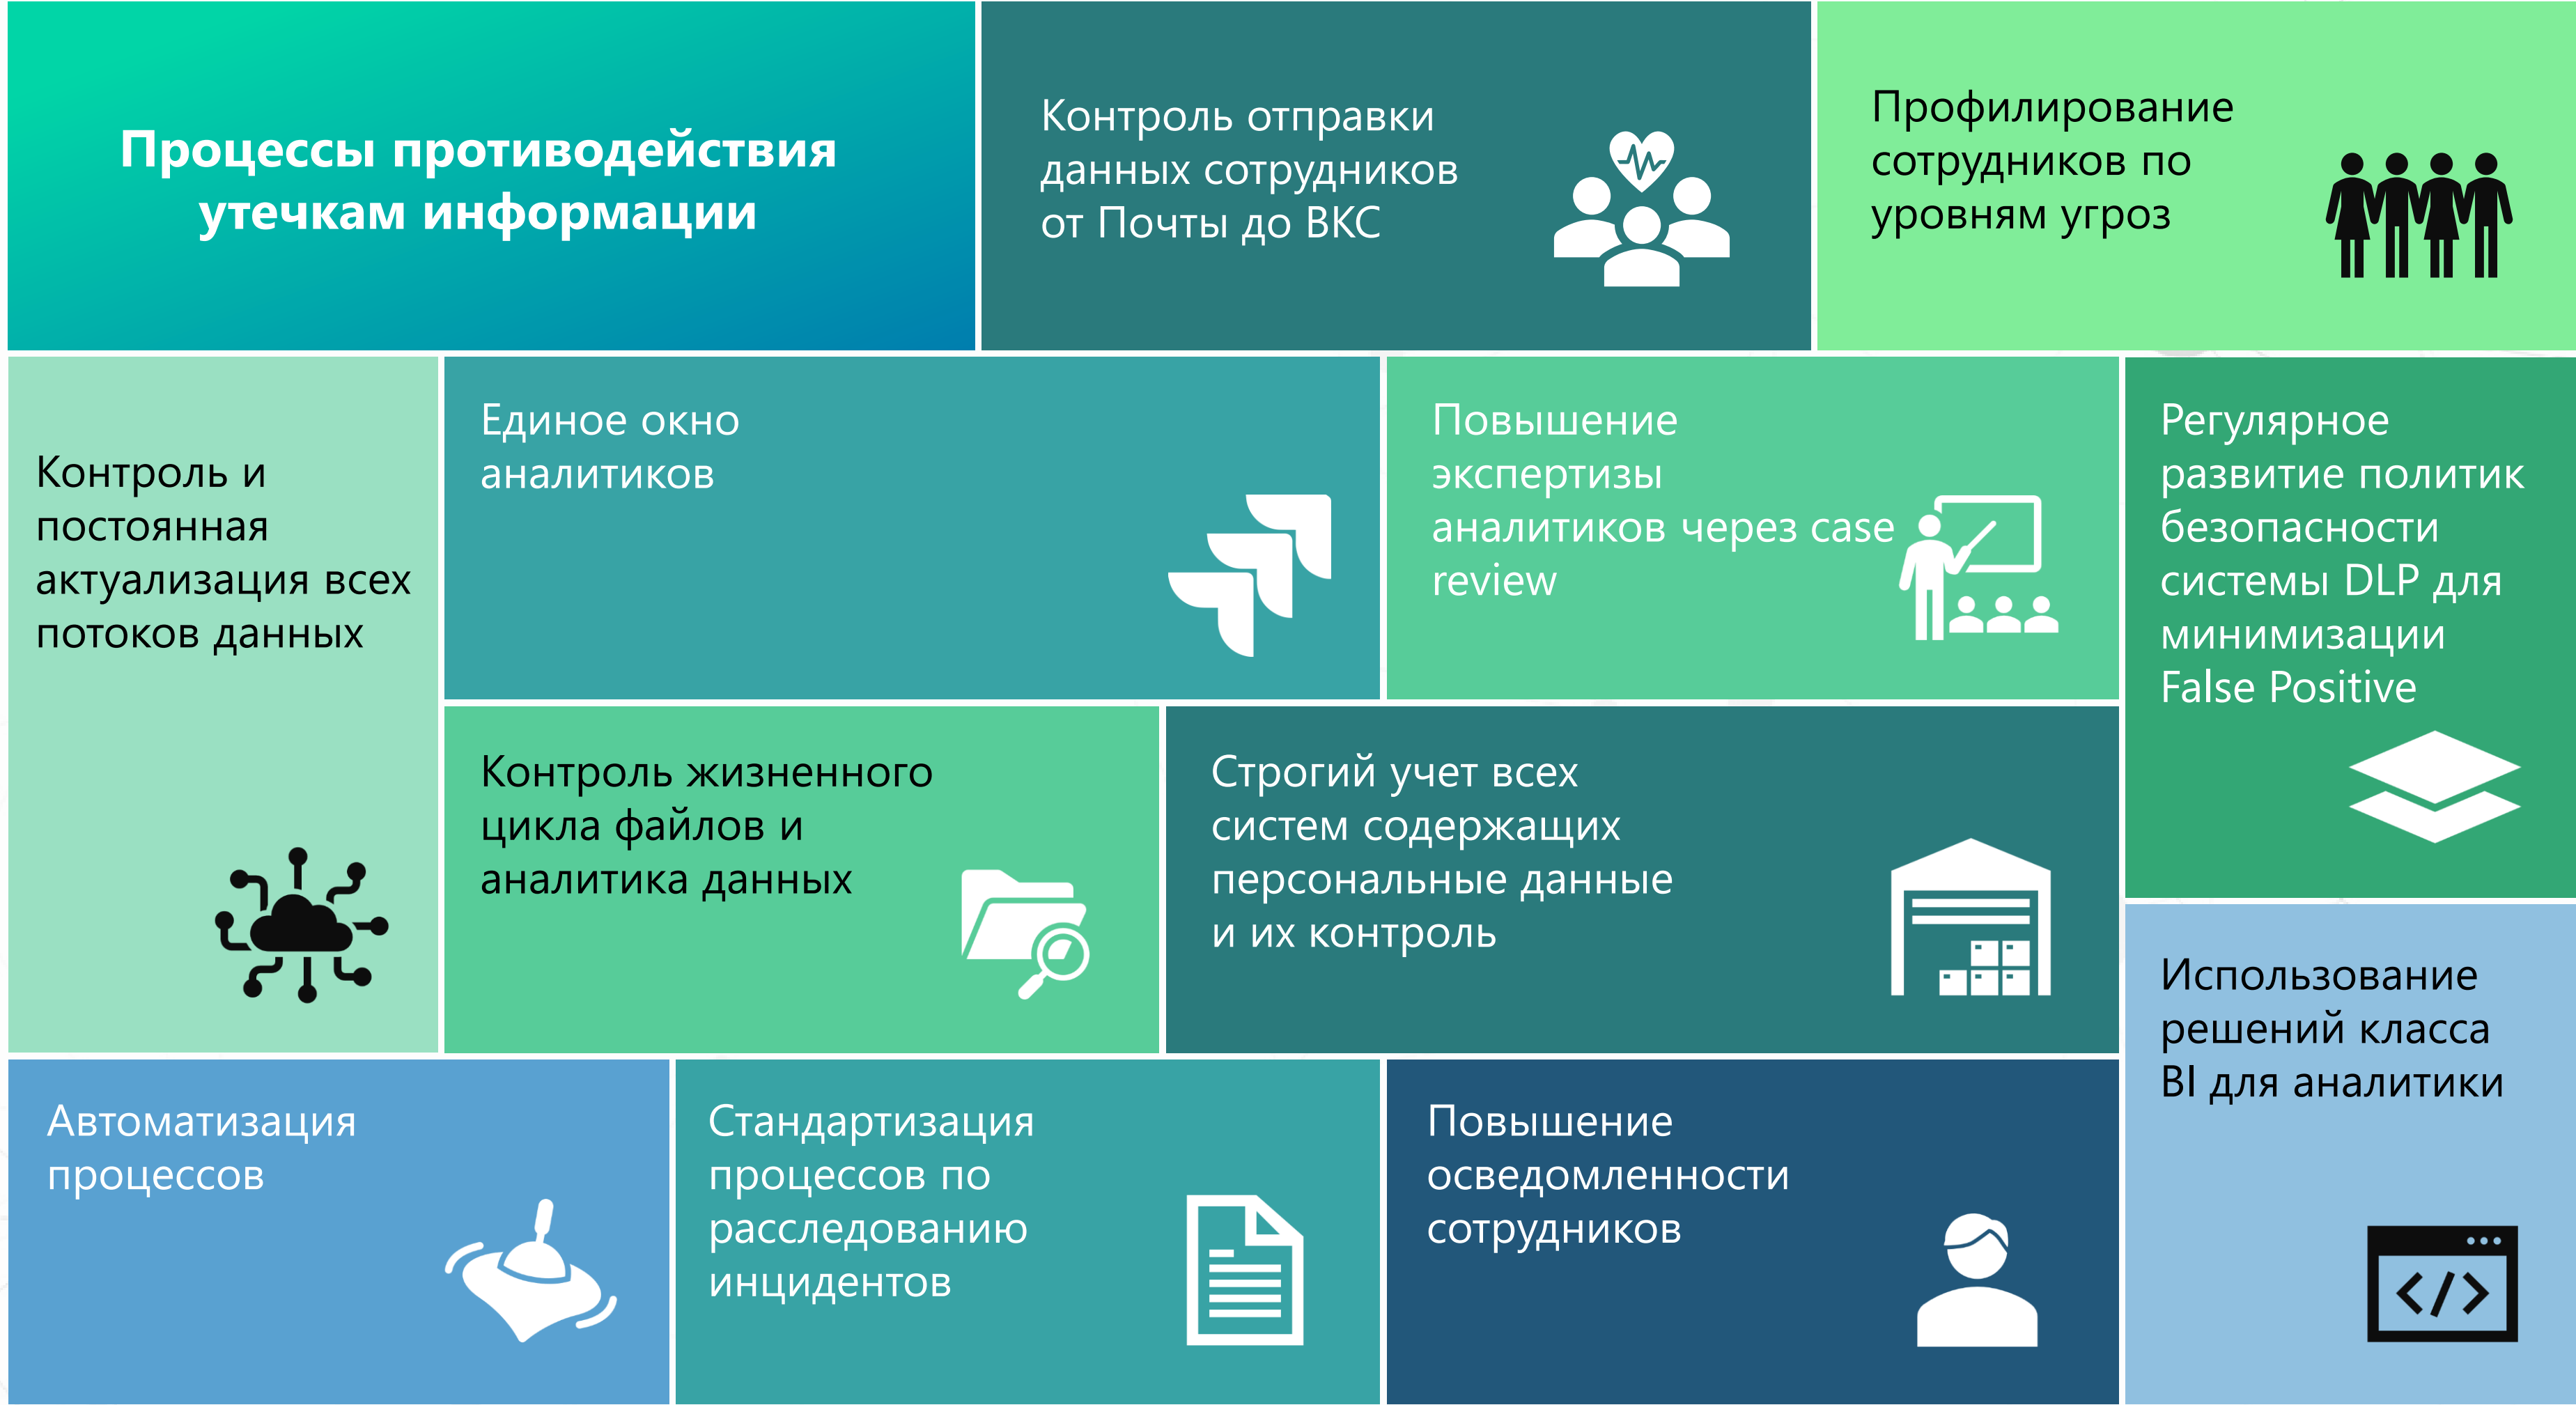 Процессы противодействия
утечкам информации
Контроль отправки
данных сотрудников
от Почты до ВКС
Профилирование
сотрудников по
уровням угроз
Контроль и
постоянная
актуализация всех
потоков данных
Единое окно
аналитиков
Повышение
экспертизы
аналитиков через case
review
Регулярное
развитие политик
безопасности
системы DLP для
минимизации
False Positive
Контроль жизненного
цикла файлов и
аналитика данных
Строгий учет всех
систем содержащих
персональные данные
и их контроль
Использование
решений класса
BI для аналитики
Автоматизация
процессов
Стандартизация
процессов по
расследованию
инцидентов
Повышение
осведомленности
сотрудников